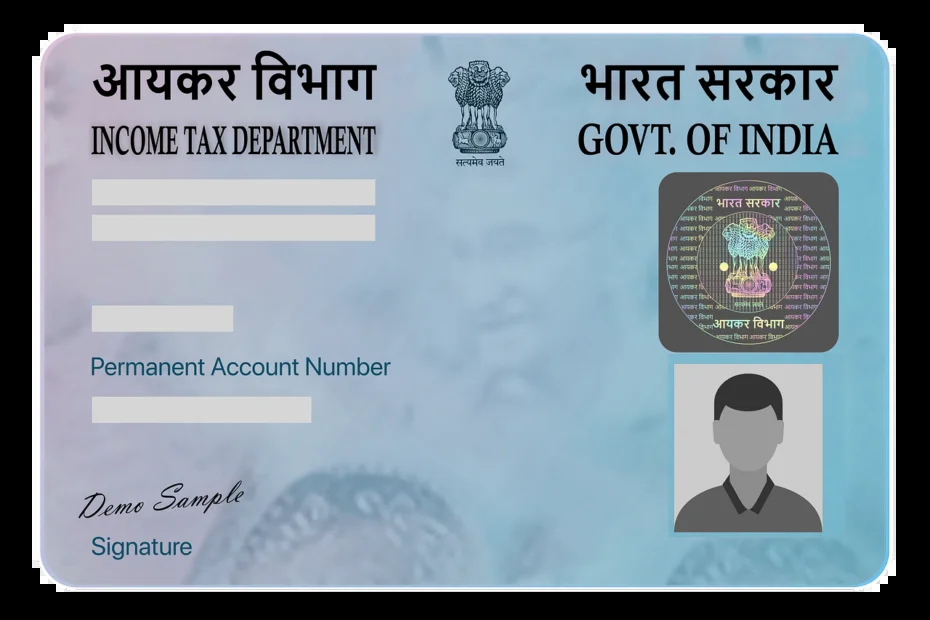 आयकर विभाग
भारत सरकार
INCOME TAX DEPARTMENT
GOVT. OF INDIA
सत्यमेव जयते
भारत सरकार
आयकर विभाग
Permanent Account Number
Demo Sample
Signature